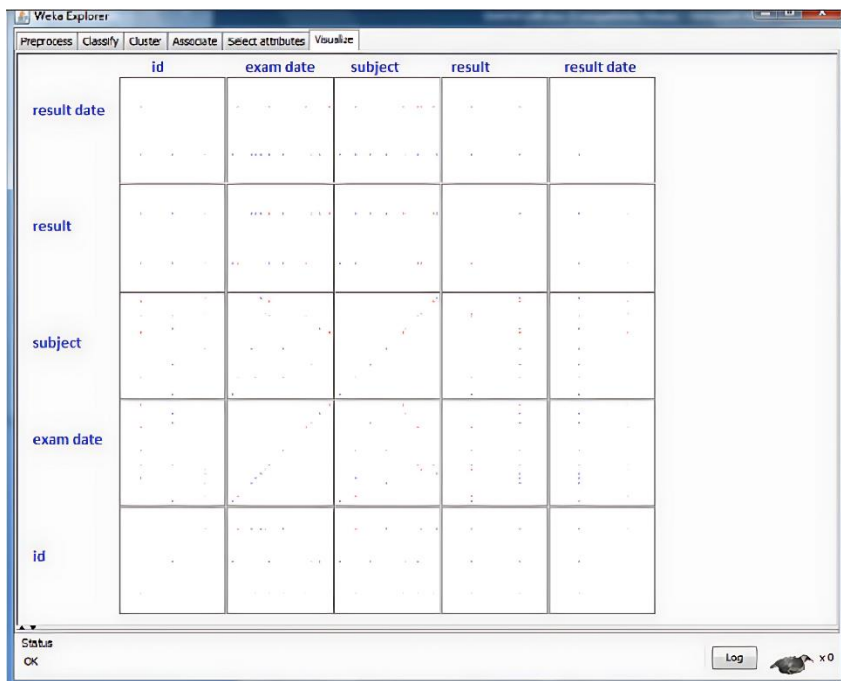 Weka Explorer
Preprocess Classify Cluster Associate Select attributes Visualize
id exam date subject result result date
result date
result
subject
exam date
id
Status
OK
Log x 0